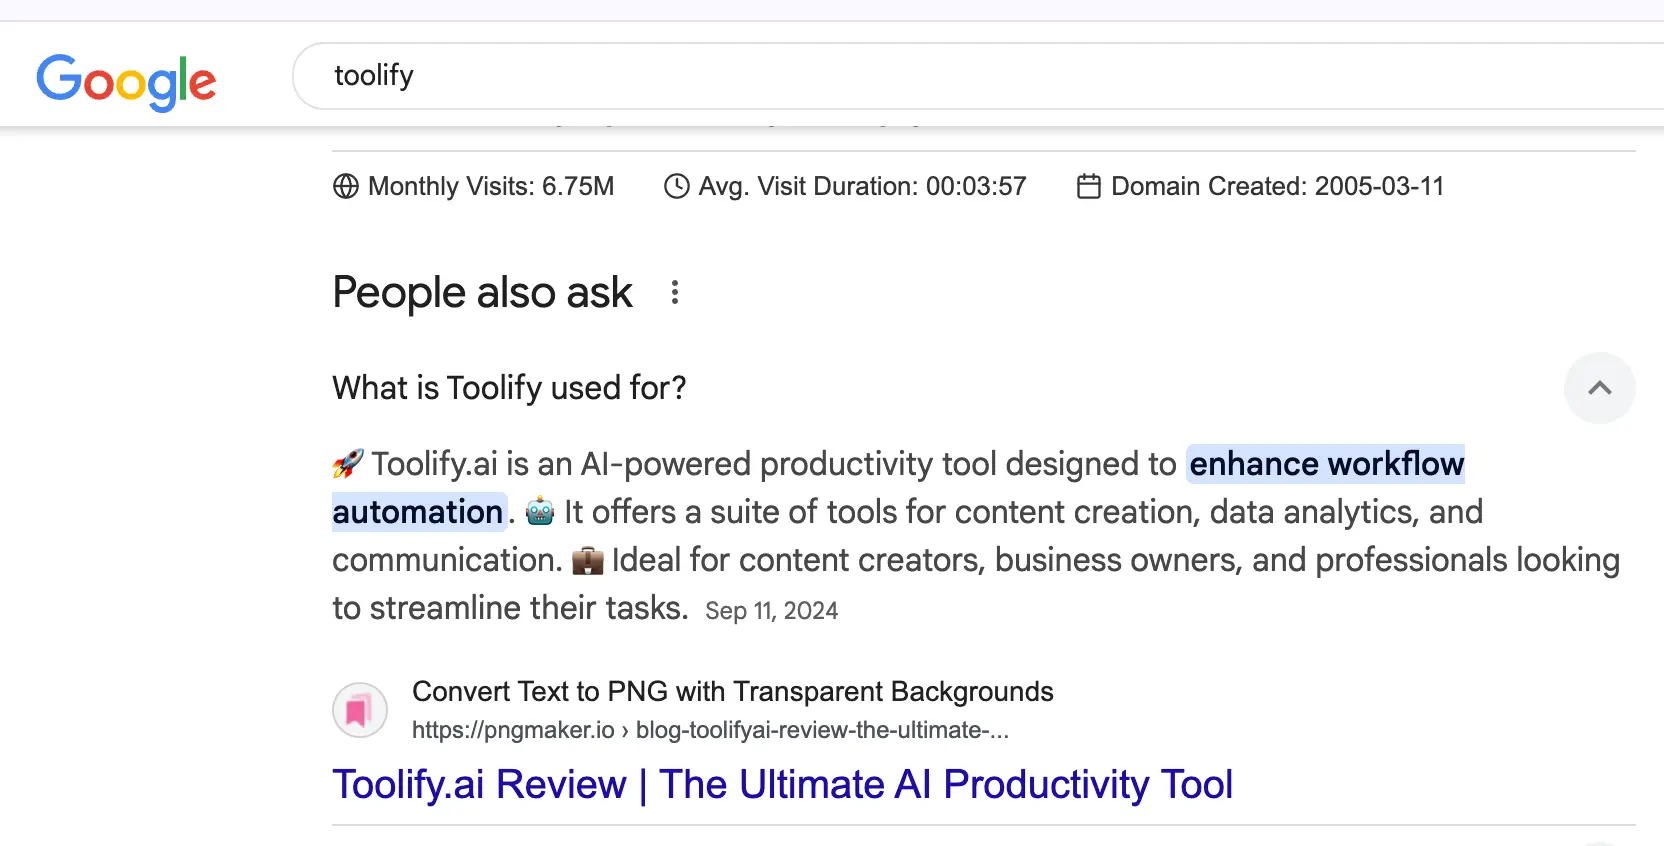 Google
toolify
Monthly Visits: 6.75M Avg. Visit Duration: 00:03:57 Domain Created: 2005-03-11
People also ask
What is Toolify used for?
🚀 Toolify.ai is an AI-powered productivity tool designed to enhance workflow
automation. 🤖 It offers a suite of tools for content creation, data analytics, and
communication. 💼 Ideal for content creators, business owners, and professionals looking
to streamline their tasks. Sep 11, 2024
Convert Text to PNG with Transparent Backgrounds
https://pngmaker.io › blog-toolifyai-review-the-ultimate-...
Toolify.ai Review | The Ultimate AI Productivity Tool